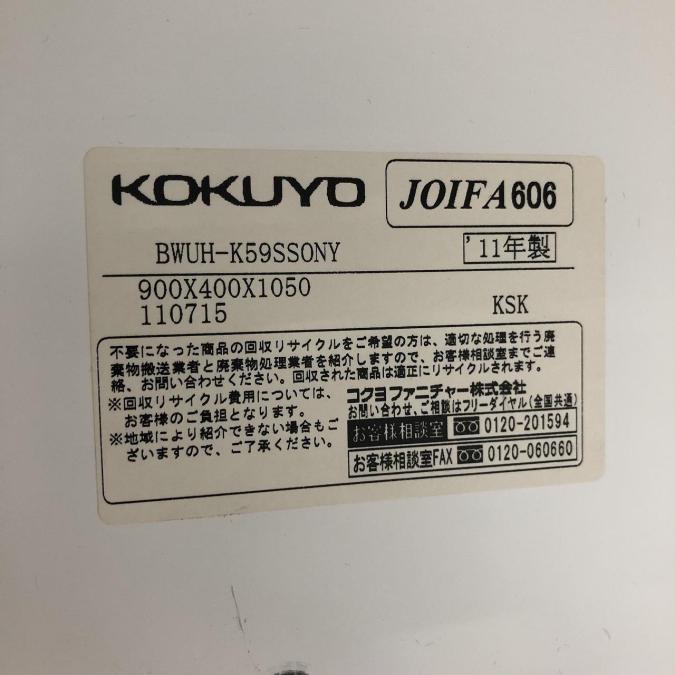 KOKUYO JOIFA606
BWUH-K59SSONY '11年製
900X400X1050
110715 KSK
不要になった商品の回収リサイクルをご希望の方は、適切な処理を行う廃
棄物搬送業者と廃棄物処理業者を紹介しますので、お客様相談室までご連
絡、お問い合わせください。回収された商品は適正にリサイクルされます。
※回収リサイクル費用については、
お客様のご負担となります。
※地域により紹介できない場合もご
ざいますので、ご了承ください。
コクヨファニチャー株式会社
お問い合わせ、ご相談はフリーダイヤル(全国共通)
お客様相談室 0120-201594
お客様相談室FAX 0120-060660